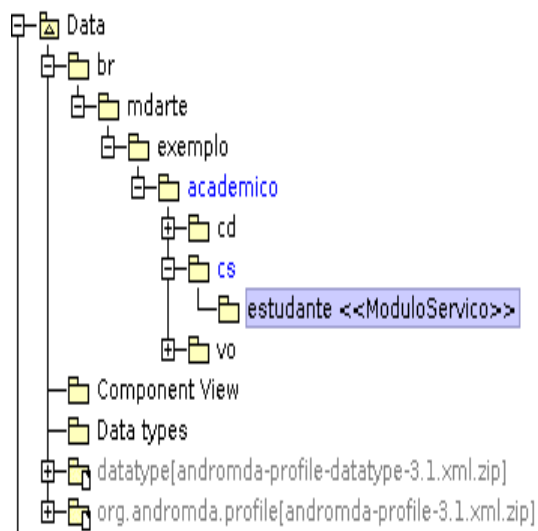 Data
br
mdarte
exemplo
academico
cd
cs
estudante <<ModuloServico>>
vo
Component View
Data types
datatype[andromda-profile-datatype-3.1.xml.zip]
org.andromda.profile[andromda-profile-3.1.xml.zip]